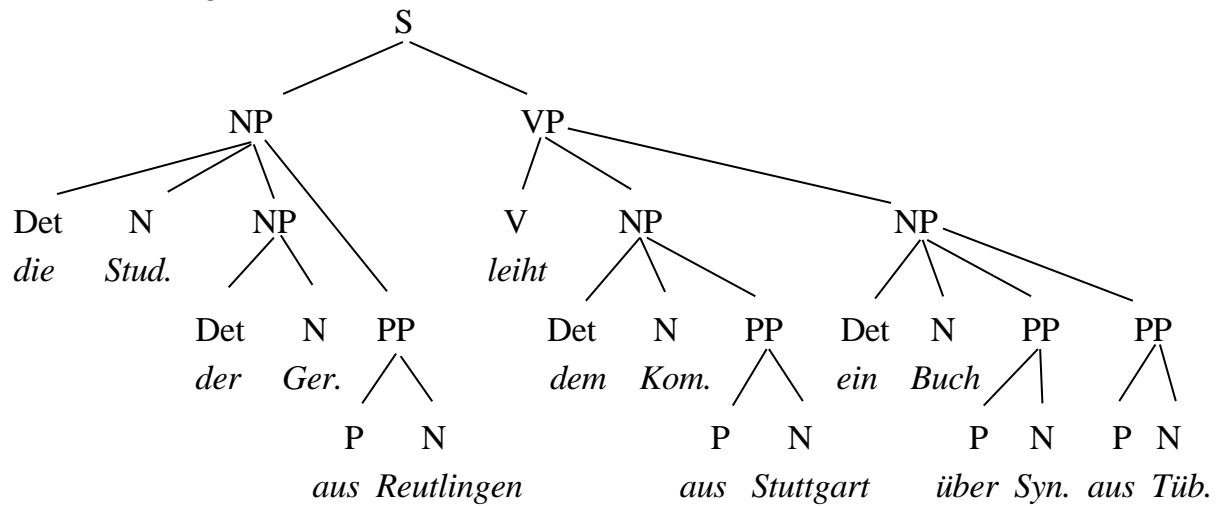 S
NP VP
Det N NP V NP NP
die Stud. leiht
Det N PP Det N PP Det N PP PP
der Ger. dem Kom. ein Buch
P N P N P N P N
aus Reutlingen aus Stuttgart über Syn. aus Tüb.